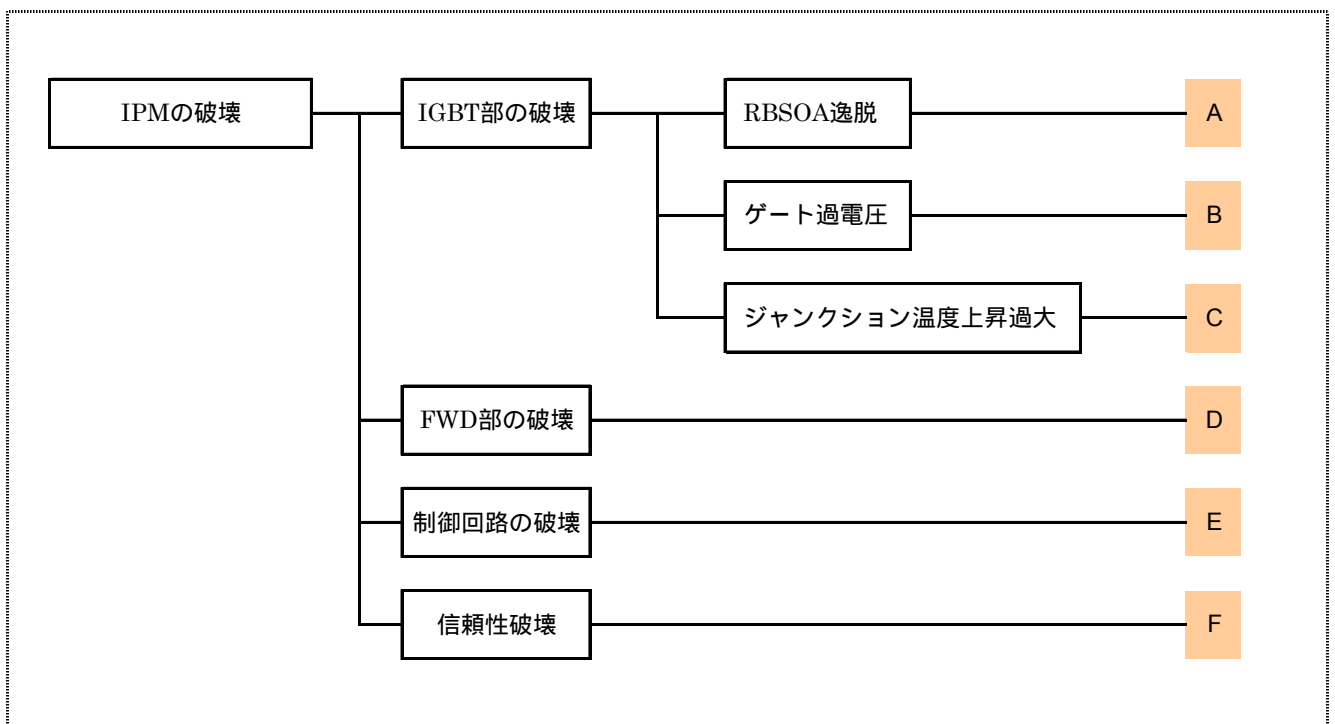 IPMの破壊
IGBT部の破壊
RBSOA逸脱
A
ゲート過電圧
B
ジャンクション温度上昇過大
C
FWD部の破壊
D
制御回路の破壊
E
信頼性破壊
F